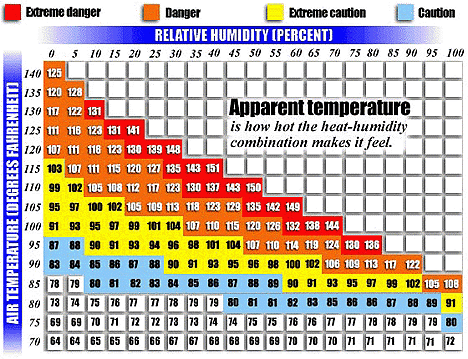 Extreme danger Danger Extreme caution Caution
RELATIVE HUMIDITY (PERCENT)
0 5 10 15 20 25 30 35 40 45 50 55 60 65 70 75 80 85 90 95 100
AIR TEMPERATURE (DEGREES FAHRENHEIT)
140 125
135 120 128
130 117 122 131
125 111 116 123 131 141
120 107 111 116 123 130 139 148
115 103 107 111 115 120 127 135 143 151
110 99 102 105 108 112 117 123 130 137 143 150
105 95 97 100 102 105 109 113 118 123 129 135 142 149
100 91 93 95 97 99 101 104 107 110 115 120 126 132 138 144
95 87 88 90 91 93 94 96 98 101 104 107 110 114 119 124 130 136
90 83 84 85 86 87 88 90 91 93 95 96 98 100 102 106 109 113 117 122
85 78 79 80 81 82 83 84 85 86 87 88 89 90 91 93 95 97 99 102 105 108
80 73 74 75 76 77 77 78 79 79 80 81 81 82 83 85 86 86 87 88 89 91
75 69 69 70 71 72 72 73 73 74 74 75 75 76 76 77 77 78 78 79 79 80
70 64 64 65 65 66 66 67 67 68 68 69 69 70 70 70 70 71 71 71 71 72
Apparent temperature
is how hot the heat-humidity
combination makes it feel.